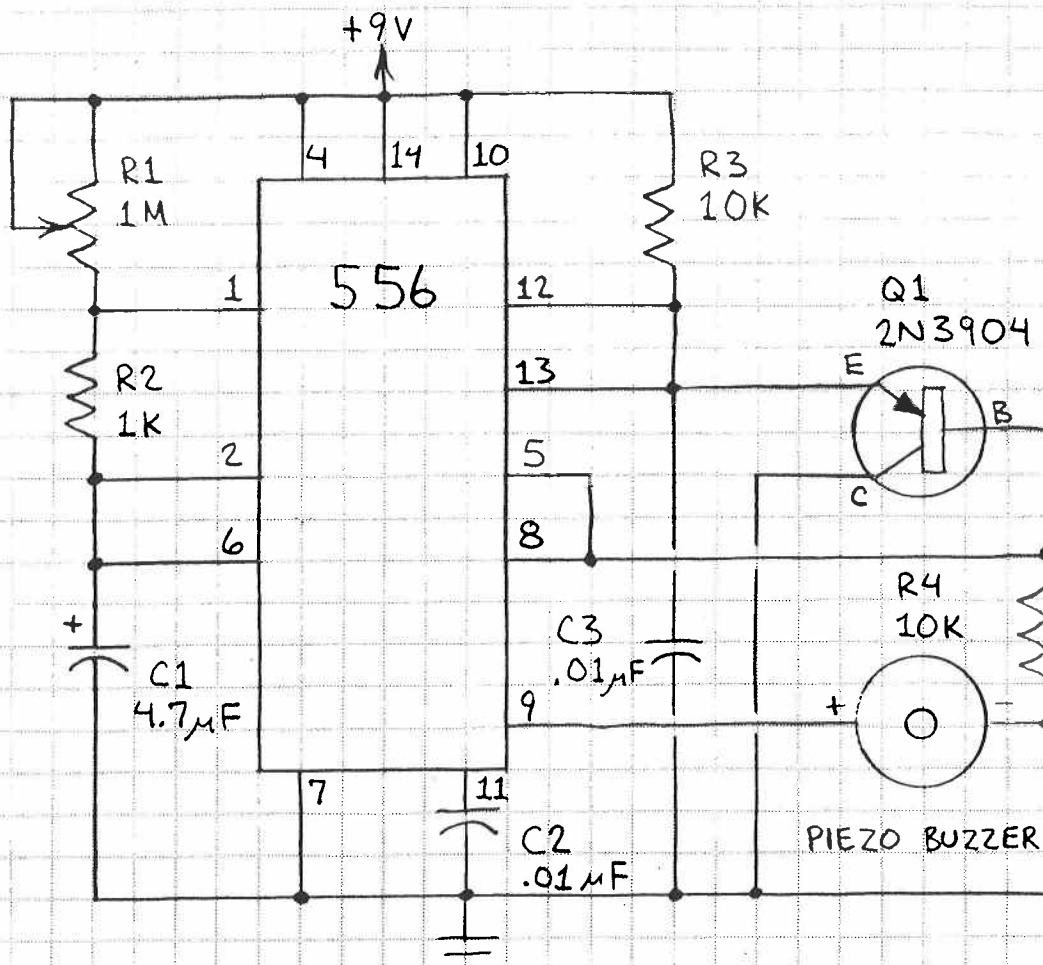 +9V
4
14
10
R1
1M
R3
10K
556
1
12
Q1
2N3904
13
E
B
R2
1K
2
5
C
6
8
R4
10K
+
C3
.01μF
C1
4.7μF
9
+
-
7
11
C2
.01μF
PIEZO BUZZER